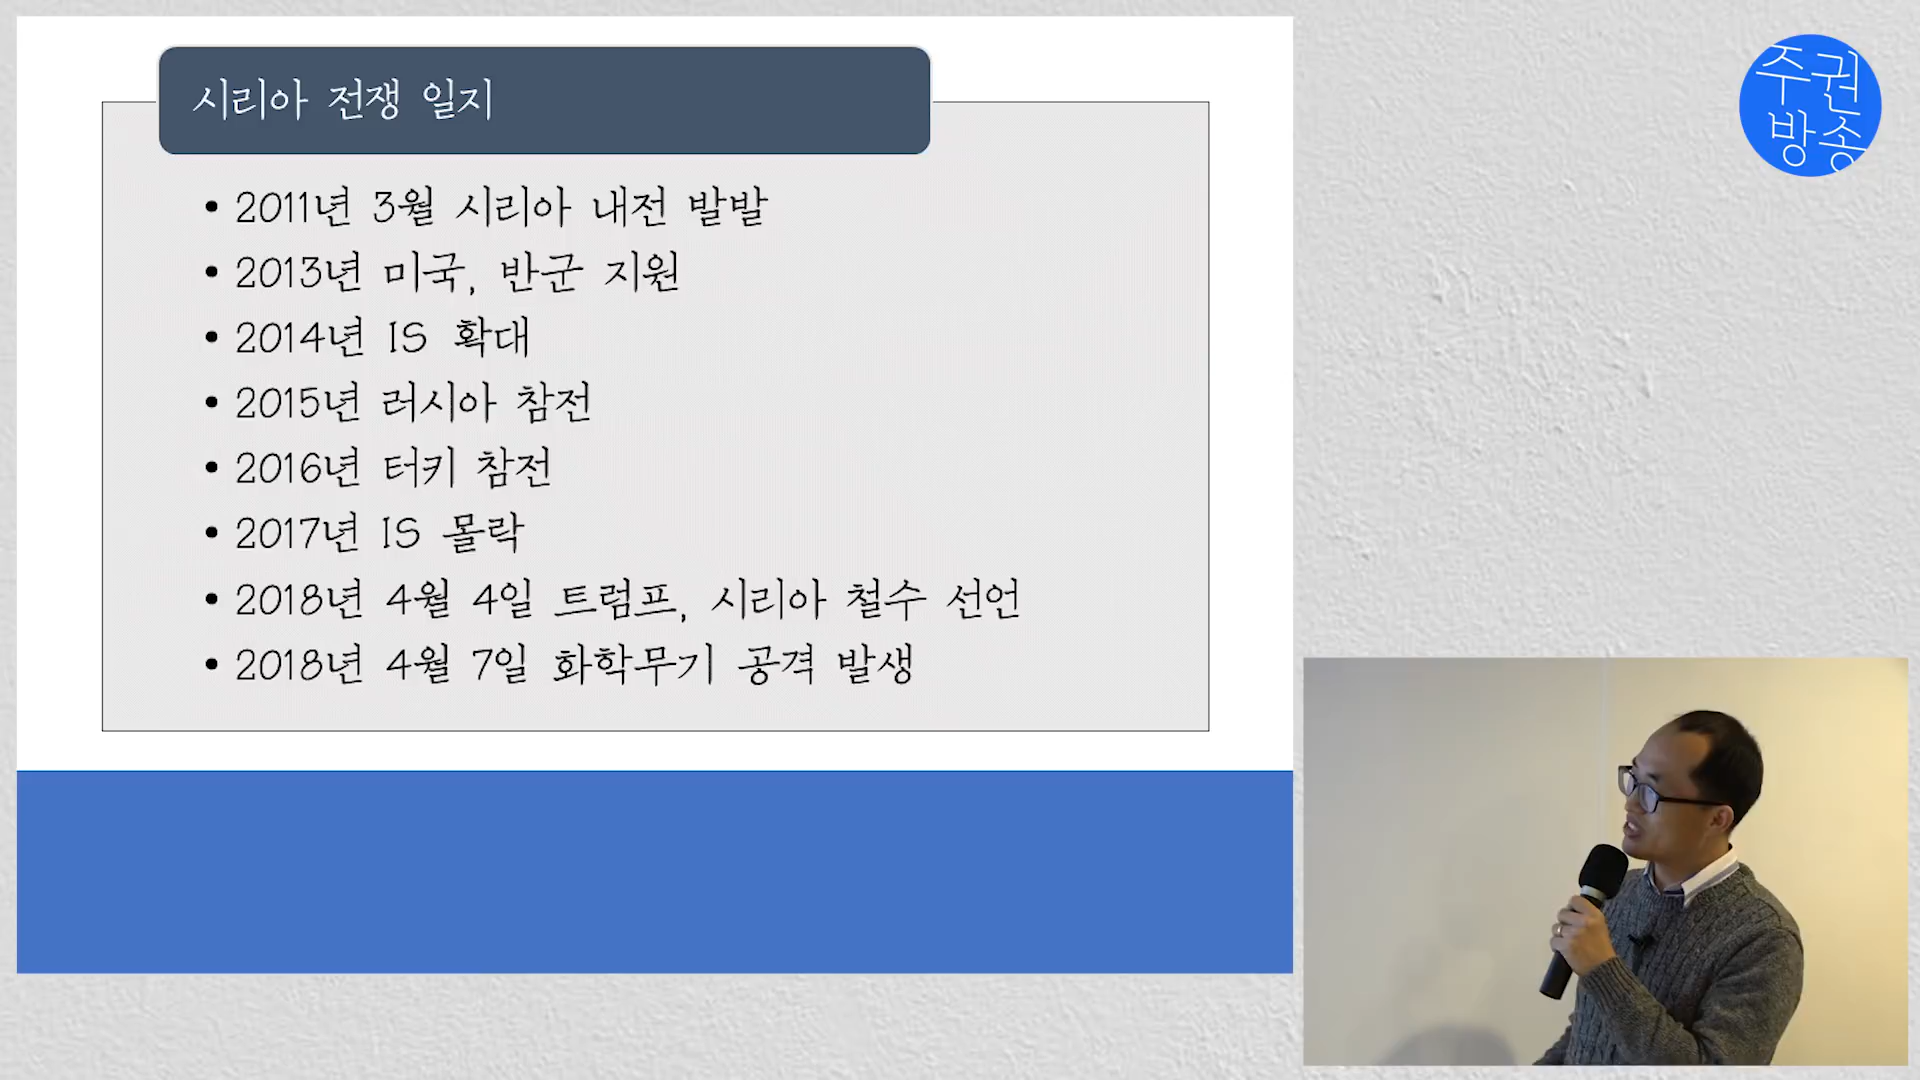 시리아 전쟁 일지
• 2011년 3월 시리아 내전 발발
• 2013년 미국, 반군 지원
• 2014년 IS 확대
• 2015년 러시아 참전
• 2016년 터키 참전
• 2017년 IS 몰락
• 2018년 4월 4일 트럼프, 시리아 철수 선언
• 2018년 4월 7일 화학무기 공격 발생
주권
방송